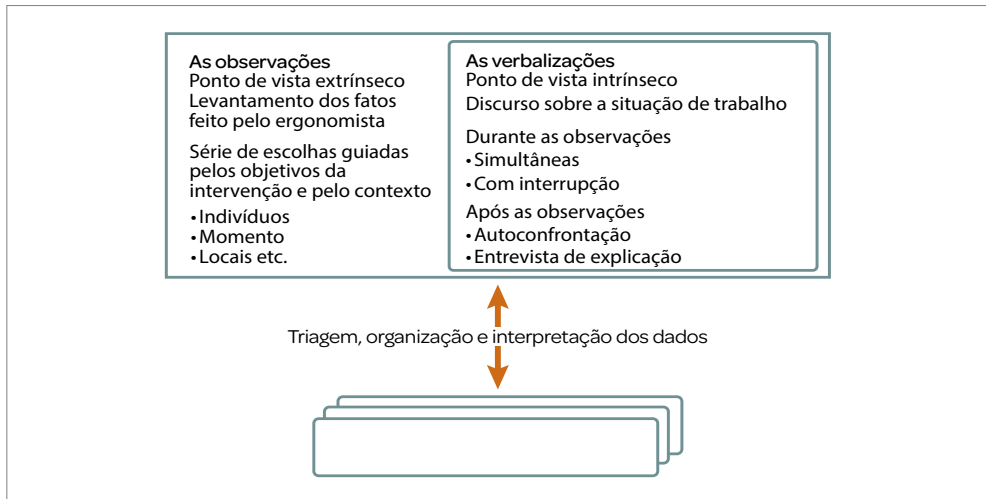 As observações
Ponto de vista extrínseco
Levantamento dos fatos
feito pelo ergonomista
Série de escolhas guiadas
pelos objetivos da
intervenção e pelo contexto
• Indivíduos
• Momento
• Locais etc.
As verbalizações
Ponto de vista intrínseco
Discurso sobre a situação de trabalho
Durante as observações
• Simultâneas
• Com interrupção
Após as observações
• Autoconfrontação
• Entrevista de explicação
Triagem, organização e interpretação dos dados